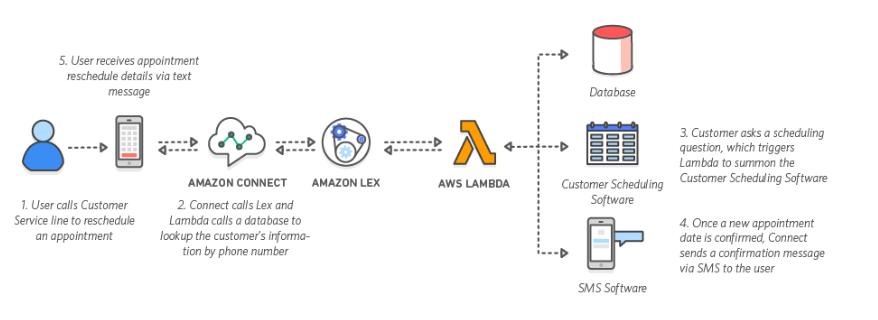 5. User receives appointment
reschedule details via text
message
AMAZON CONNECT
AMAZON LEX
AWS LAMBDA
1. User calls Customer
Service line to reschedule
an appointment
2. Connect calls Lex and
Lambda calls a database to
lookup the customer's informa-
tion by phone number
Database
Customer Scheduling
Software
3. Customer asks a scheduling
question, which triggers
Lambda to summon the
Customer Scheduling Software
SMS Software
4. Once a new appointment
date is confirmed, Connect
sends a confirmation message
via SMS to the user